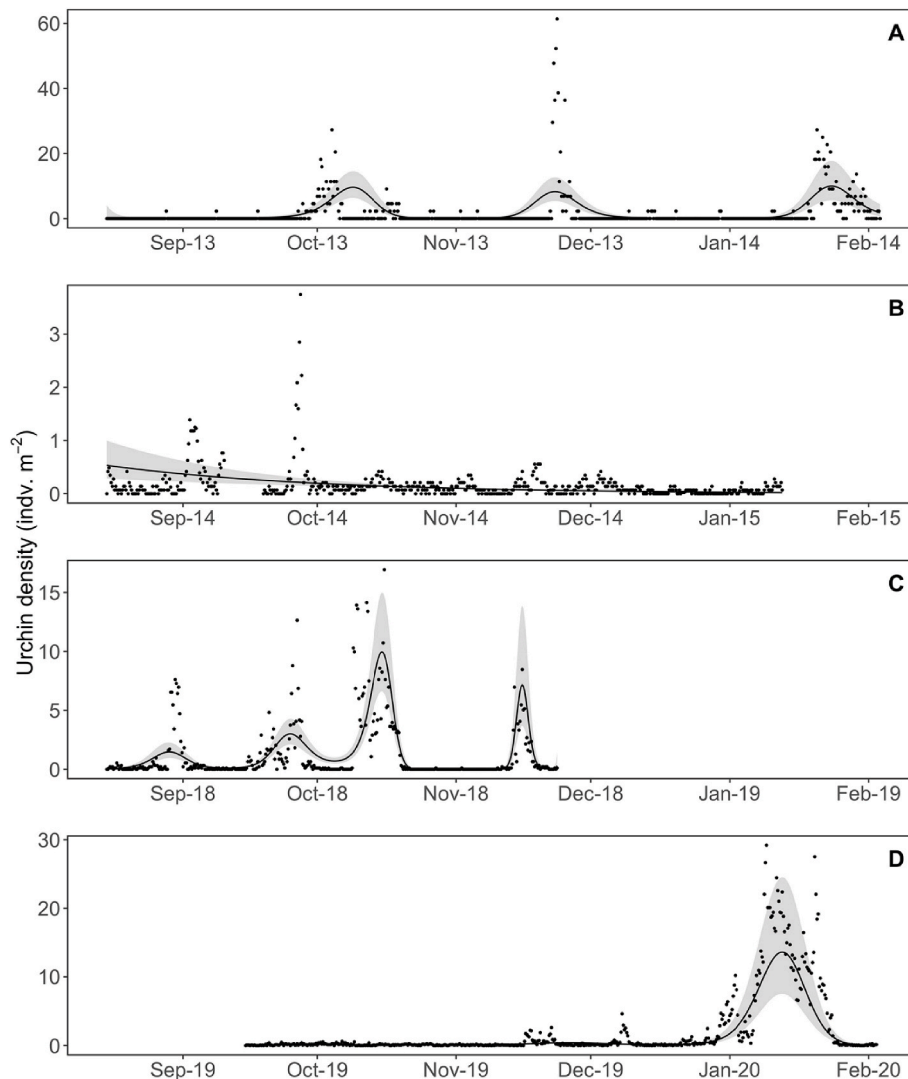 A
60
40
20
0
Sep-13 Oct-13 Nov-13 Dec-13 Jan-14 Feb-14
B
3
2
1
0
Sep-14 Oct-14 Nov-14 Dec-14 Jan-15 Feb-15
Urchin density (indv. m⁻²)
C
15
10
5
0
Sep-18 Oct-18 Nov-18 Dec-18 Jan-19 Feb-19
D
30
20
10
0
Sep-19 Oct-19 Nov-19 Dec-19 Jan-20 Feb-20